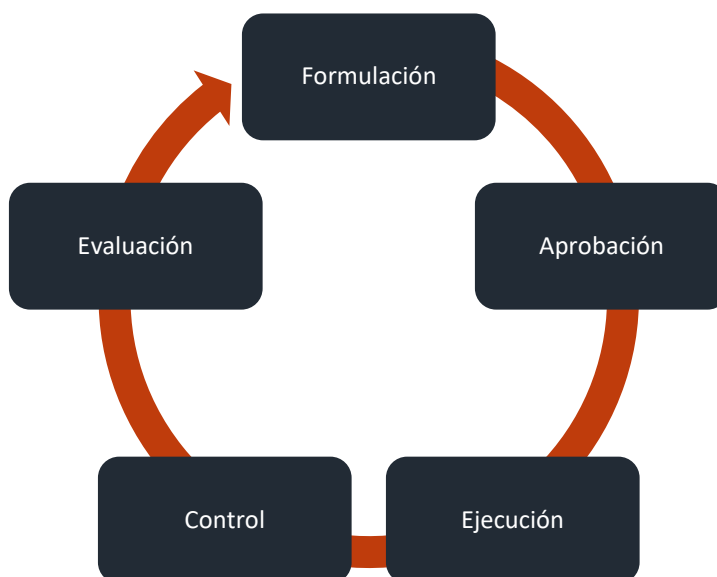 Formulación
Aprobación
Ejecución
Control
Evaluación